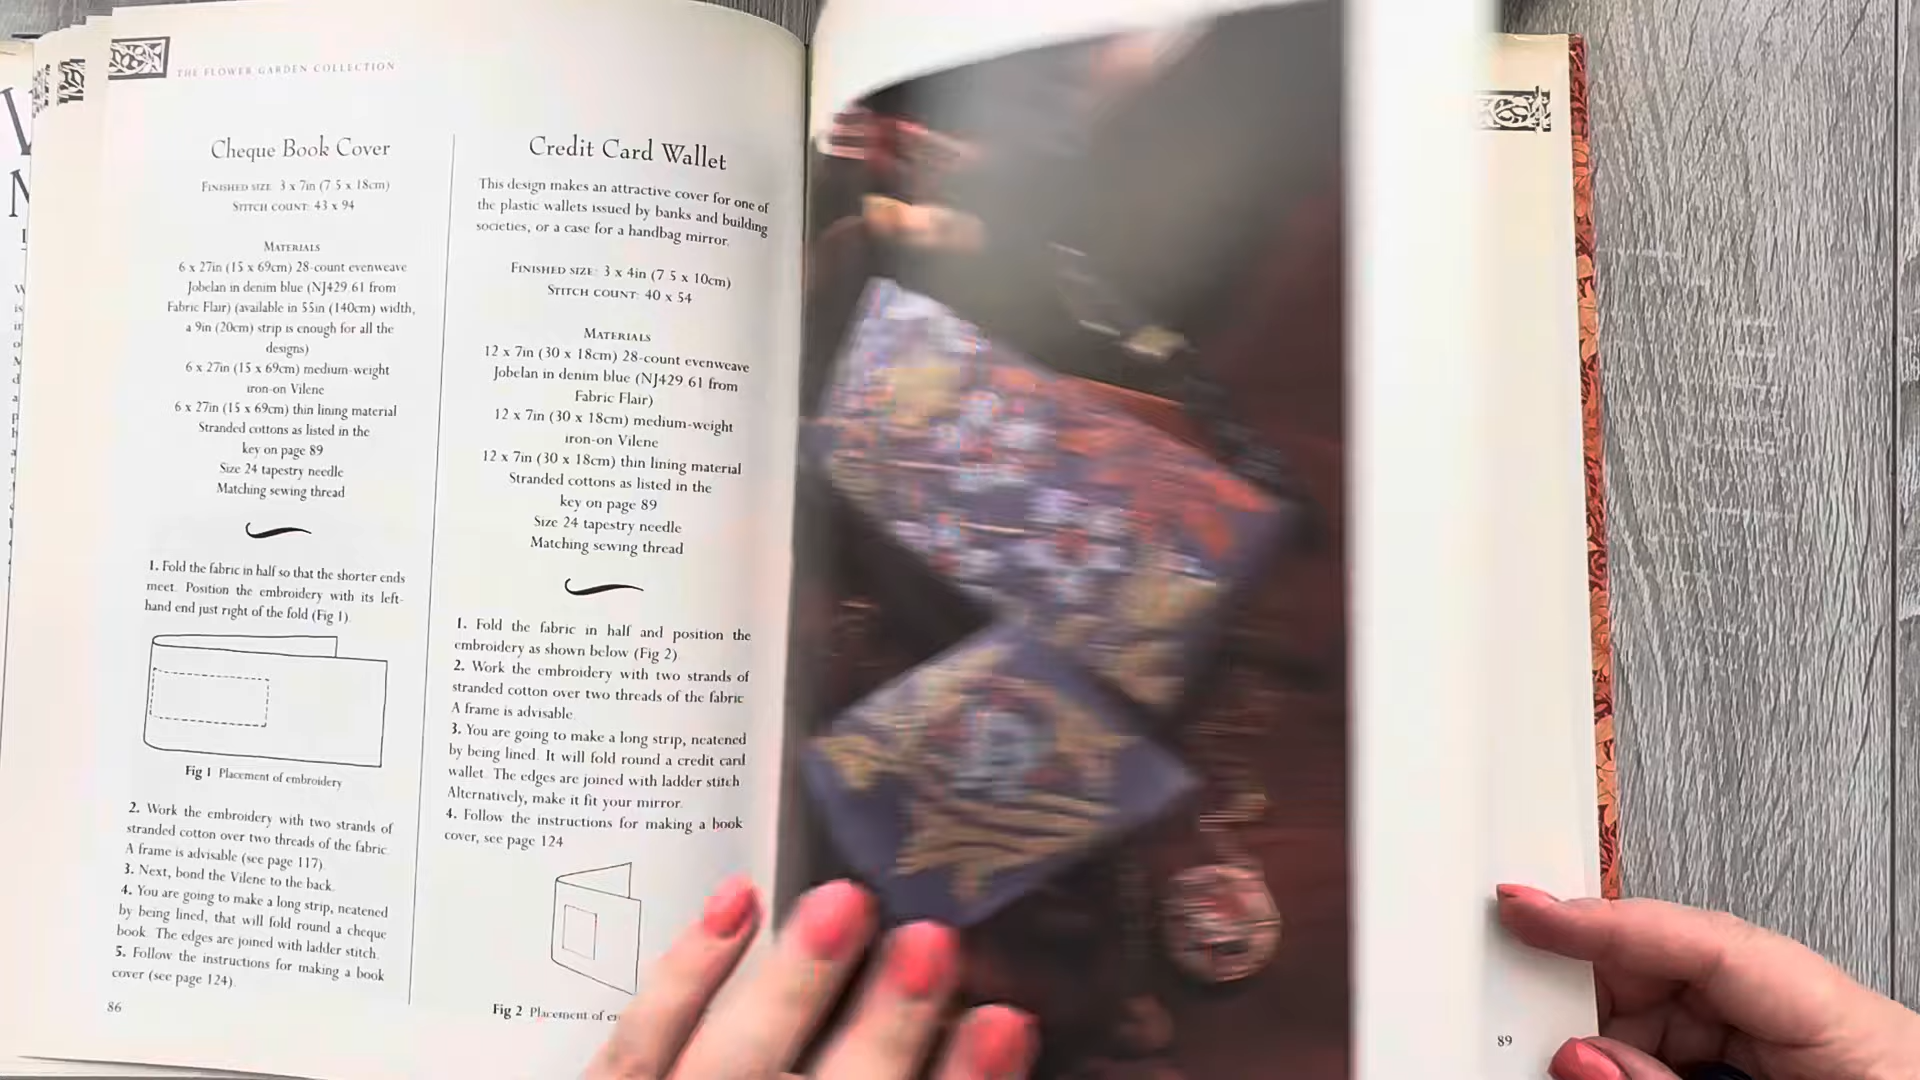 THE FLOWER GARDEN COLLECTION
Cheque Book Cover
FINISHED SIZE 3 x 7in (7 5 x 18cm)
STITCH COUNT: 43 x 94
MATERIALS
6 x 27in (15 x 69cm) 28-count evenweave
Jobelan in denim blue (NJ429 61 from
Fabric Flair) (available in 55in (140cm) width,
a 9in (20cm) strip is enough for all the
designs)
6 x 27in (15 x 69cm) medium-weight
iron-on Vilene
6 x 27in (15 x 69cm) thin lining material
Stranded cottons as listed in the
key on page 89
Size 24 tapestry needle
Matching sewing thread
1. Fold the fabric in half so that the shorter ends
meet. Position the embroidery with its left-
hand end just right of the fold (Fig 1).
Fig 1 Placement of embroidery
2. Work the embroidery with two strands of
stranded cotton over two threads of the fabric.
A frame is advisable (see page 117).
3. Next, bond the Vilene to the back.
4. You are going to make a long strip, neatened
by being lined, that will fold round a cheque
book. The edges are joined with ladder stitch.
5. Follow the instructions for making a book
cover (see page 124).
86
Credit Card Wallet
This design makes an attractive cover for one of
the plastic wallets issued by banks and building
societies, or a case for a handbag mirror.
FINISHED SIZE: 3 x 4in (7 5 x 10cm)
STITCH COUNT: 40 x 54
MATERIALS
12 x 7in (30 x 18cm) 28-count evenweave
Jobelan in denim blue (NJ429 61 from
Fabric Flair)
12 x 7in (30 x 18cm) medium-weight
iron-on Vilene
12 x 7in (30 x 18cm) thin lining material
Stranded cottons as listed in the
key on page 89
Size 24 tapestry needle
Matching sewing thread
1. Fold the fabric in half and position the
embroidery as shown below (Fig 2).
2. Work the embroidery with two strands of
stranded cotton over two threads of the fabric
A frame is advisable.
3. You are going to make a long strip, neatened
by being lined. It will fold round a credit card
wallet. The edges are joined with ladder stitch
Alternatively, make it fit your mirror.
4. Follow the instructions for making a book
cover, see page 124
Fig 2 Placement of
89